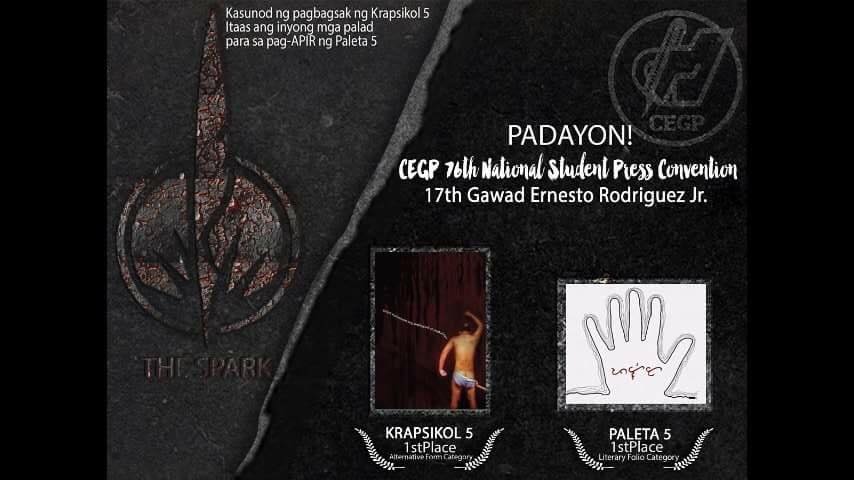 Kasunod ng pagbagsak ng Krapsikol 5
Itaas ang inyong mga palad
para sa pag-APIR ng Paleta 5
THE SPARK
CEGP
PADAYON!
CEGP 76th National Student Press Convention
17th Gawad Ernesto Rodriguez Jr.
KRAPSIKOL 5
1stPlace
Alternative Form Category
PALETA 5
1stPlace
Literary Folio Category